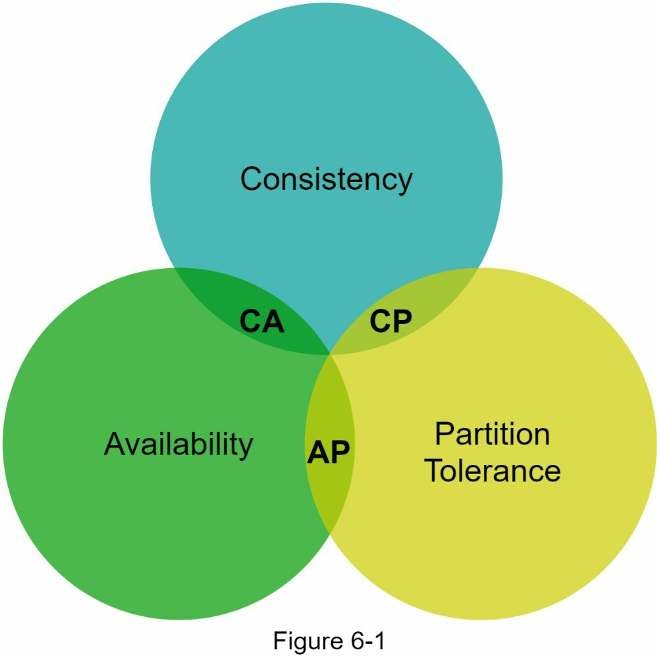 Consistency
CA
CP
Availability
AP
Partition
Tolerance
Figure 6-1